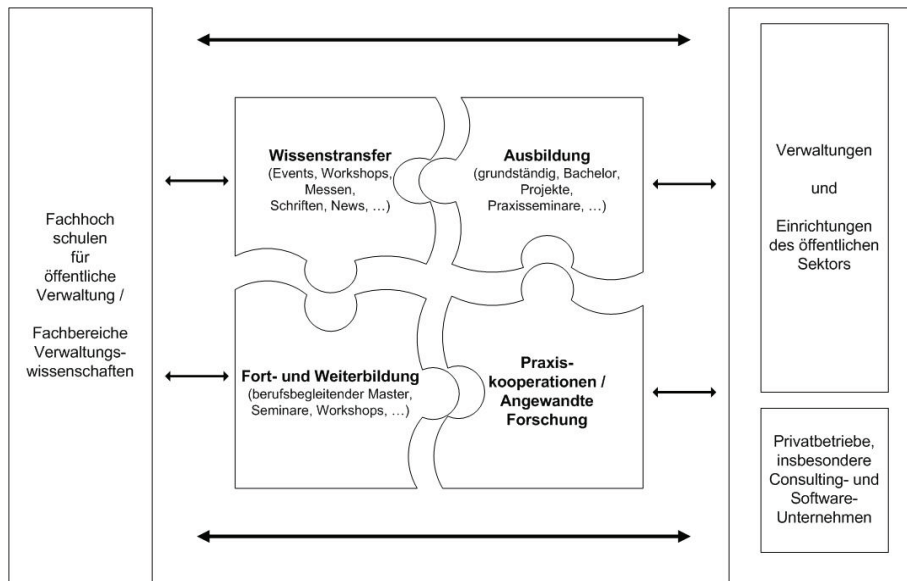 Fachhoch
schulen
für
öffentliche
Verwaltung /
Fachbereiche
Verwaltungs-
wissenschaften
Wissenstransfer
(Events, Workshops,
Messen,
Schriften, News, …)
Ausbildung
(grundständig, Bachelor,
Projekte,
Praxisseminare, …)
Fort- und Weiterbildung
(berufsbegleitender Master,
Seminare, Workshops, …)
Praxis-
kooperationen /
Angewandte
Forschung
Verwaltungen
und
Einrichtungen
des öffentlichen
Sektors
Privatbetriebe,
insbesondere
Consulting- und
Software-
Unternehmen